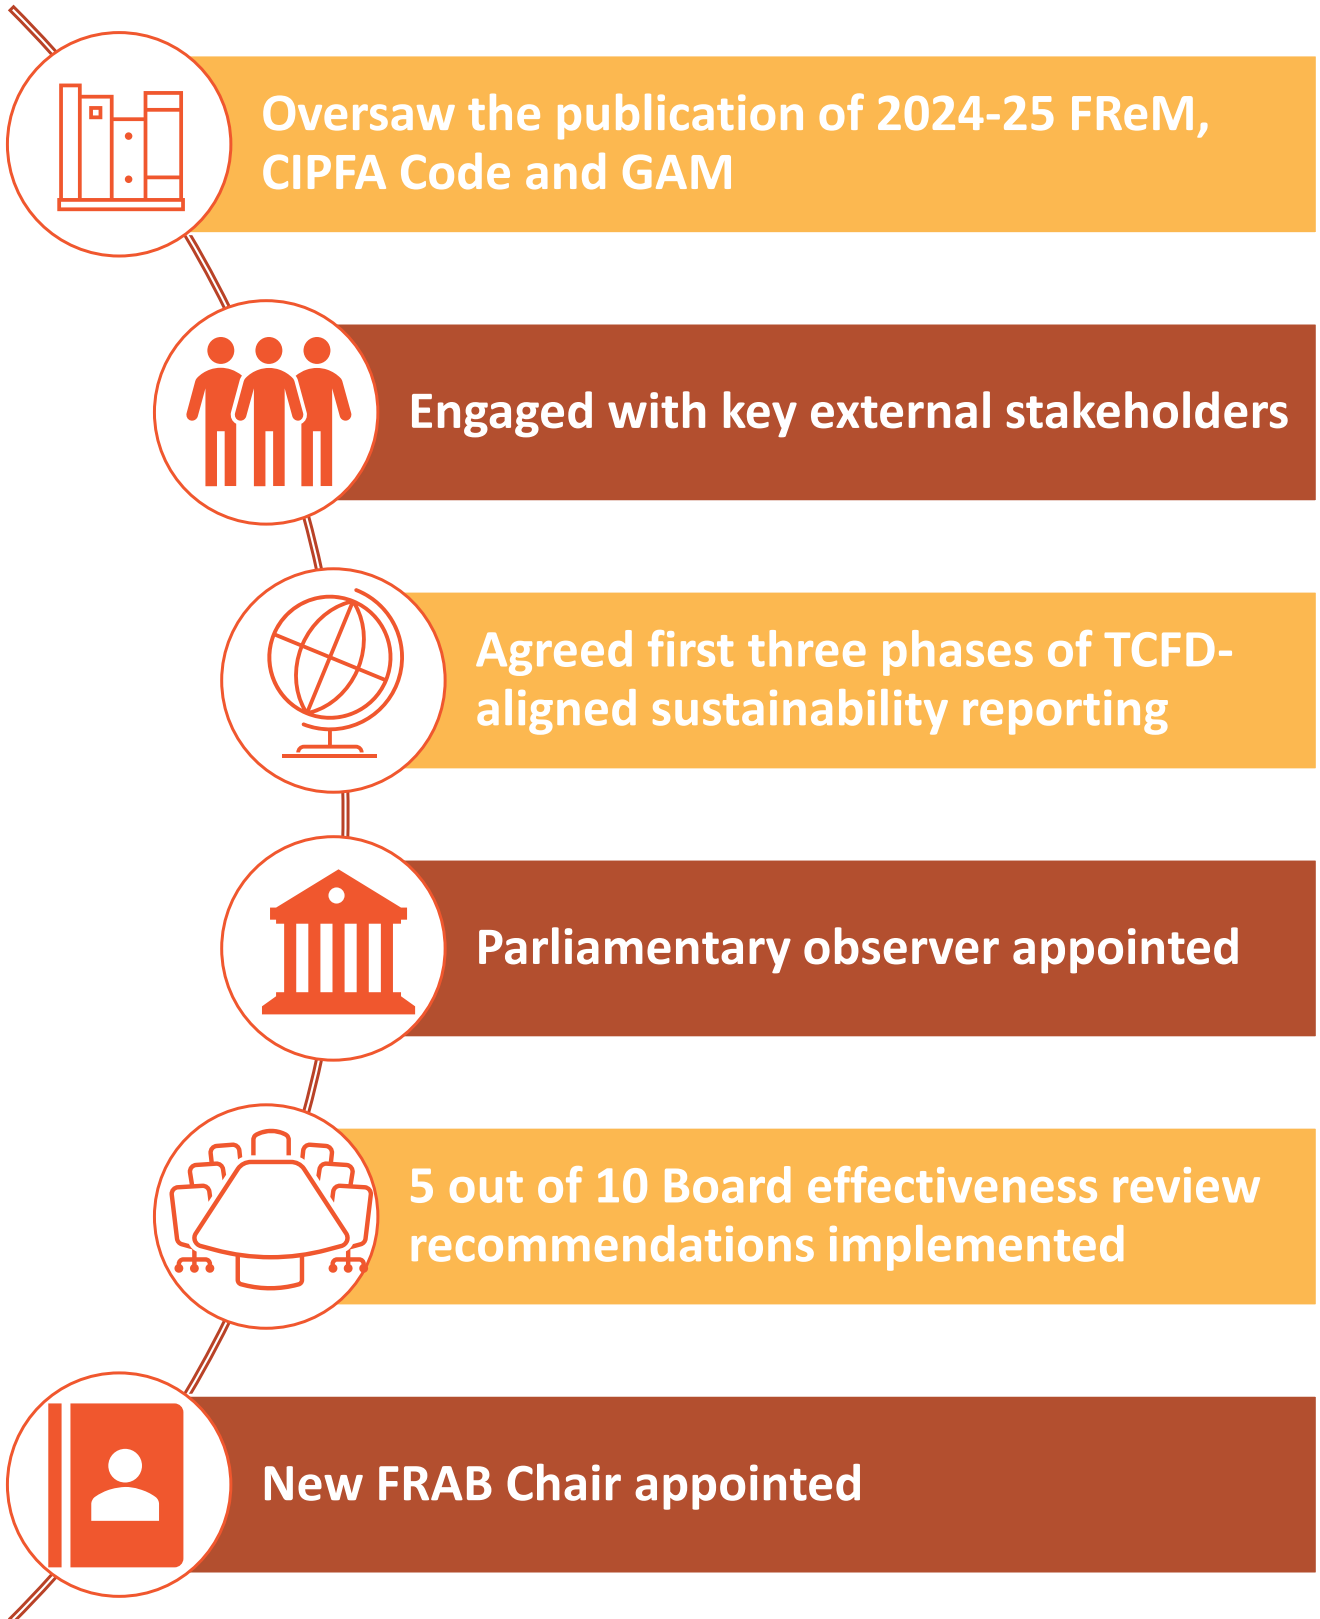 Oversaw the publication of 2024-25 FReM,
CIPFA Code and GAM
Engaged with key external stakeholders
Agreed first three phases of TCFD-
aligned sustainability reporting
Parliamentary observer appointed
5 out of 10 Board effectiveness review
recommendations implemented
New FRAB Chair appointed